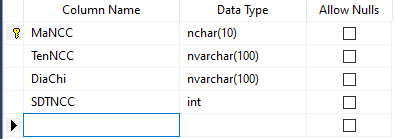 Column Name Data Type Allow Nulls
MaNCC nchar(10)
TenNCC nvarchar(100)
DiaChi nvarchar(100)
SDTNCC int